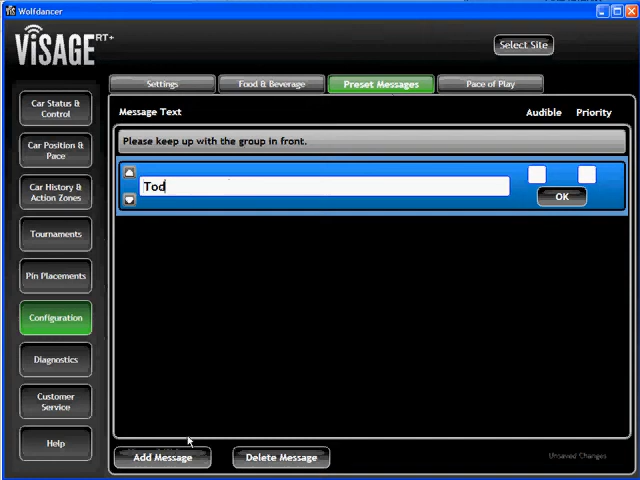 Wolfdancer
ViSAGE RT+
Select Site
Settings
Food & Beverage
Preset Messages
Pace of Play
Car Status &
Control
Car Position &
Pace
Car History &
Action Zones
Tournaments
Pin Placements
Configuration
Diagnostics
Customer
Service
Help
Message Text
Audible
Priority
Please keep up with the group in front.
Tod
OK
Add Message
Delete Message
Unsaved Changes